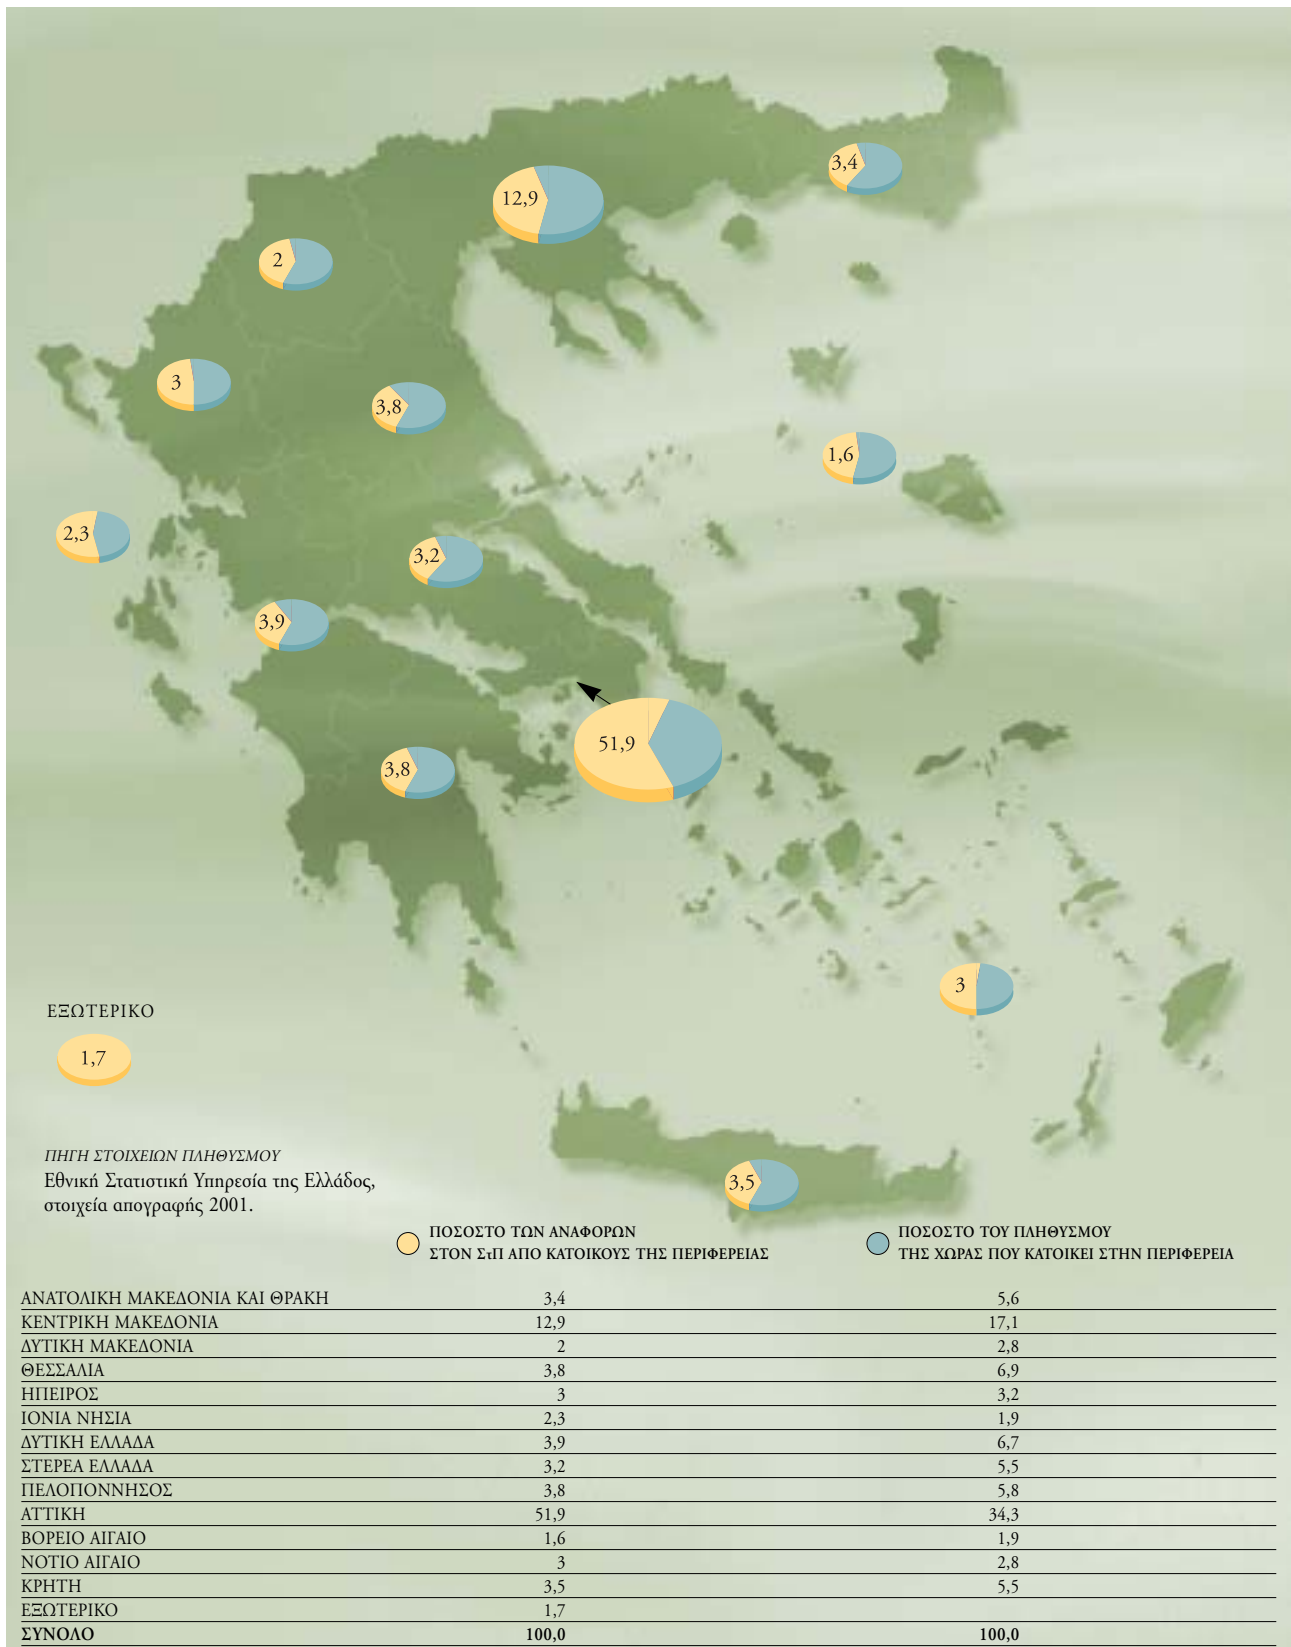 3,4
12,9
2
3
3,8
1,6
2,3
3,2
3,9
51,9
3,8
3
ΕΞΩΤΕΡΙΚΟ
1,7
ΠΗΓΗ ΣΤΟΙΧΕΙΩΝ ΠΛΗΘΥΣΜΟΥ
Εθνική Στατιστική Υπηρεσία της Ελλάδος,
στοιχεία απογραφής 2001.
3,5
ΠΟΣΟΣΤΟ ΤΩΝ ΑΝΑΦΟΡΩΝ
ΣΤΟΝ ΣτΠ ΑΠΟ ΚΑΤΟΙΚΟΥΣ ΤΗΣ ΠΕΡΙΦΕΡΕΙΑΣ
ΠΟΣΟΣΤΟ ΤΟΥ ΠΛΗΘΥΣΜΟΥ
ΤΗΣ ΧΩΡΑΣ ΠΟΥ ΚΑΤΟΙΚΕΙ ΣΤΗΝ ΠΕΡΙΦΕΡΕΙΑ
ΑΝΑΤΟΛΙΚΗ ΜΑΚΕΔΟΝΙΑ ΚΑΙ ΘΡΑΚΗ 3,4 5,6
ΚΕΝΤΡΙΚΗ ΜΑΚΕΔΟΝΙΑ 12,9 17,1
ΔΥΤΙΚΗ ΜΑΚΕΔΟΝΙΑ 2 2,8
ΘΕΣΣΑΛΙΑ 3,8 6,9
ΗΠΕΙΡΟΣ 3 3,2
ΙΟΝΙΑ ΝΗΣΙΑ 2,3 1,9
ΔΥΤΙΚΗ ΕΛΛΑΔΑ 3,9 6,7
ΣΤΕΡΕΑ ΕΛΛΑΔΑ 3,2 5,5
ΠΕΛΟΠΟΝΝΗΣΟΣ 3,8 5,8
ΑΤΤΙΚΗ 51,9 34,3
ΒΟΡΕΙΟ ΑΙΓΑΙΟ 1,6 1,9
ΝΟΤΙΟ ΑΙΓΑΙΟ 3 2,8
ΚΡΗΤΗ 3,5 5,5
ΕΞΩΤΕΡΙΚΟ 1,7
ΣΥΝΟΛΟ 100,0 100,0